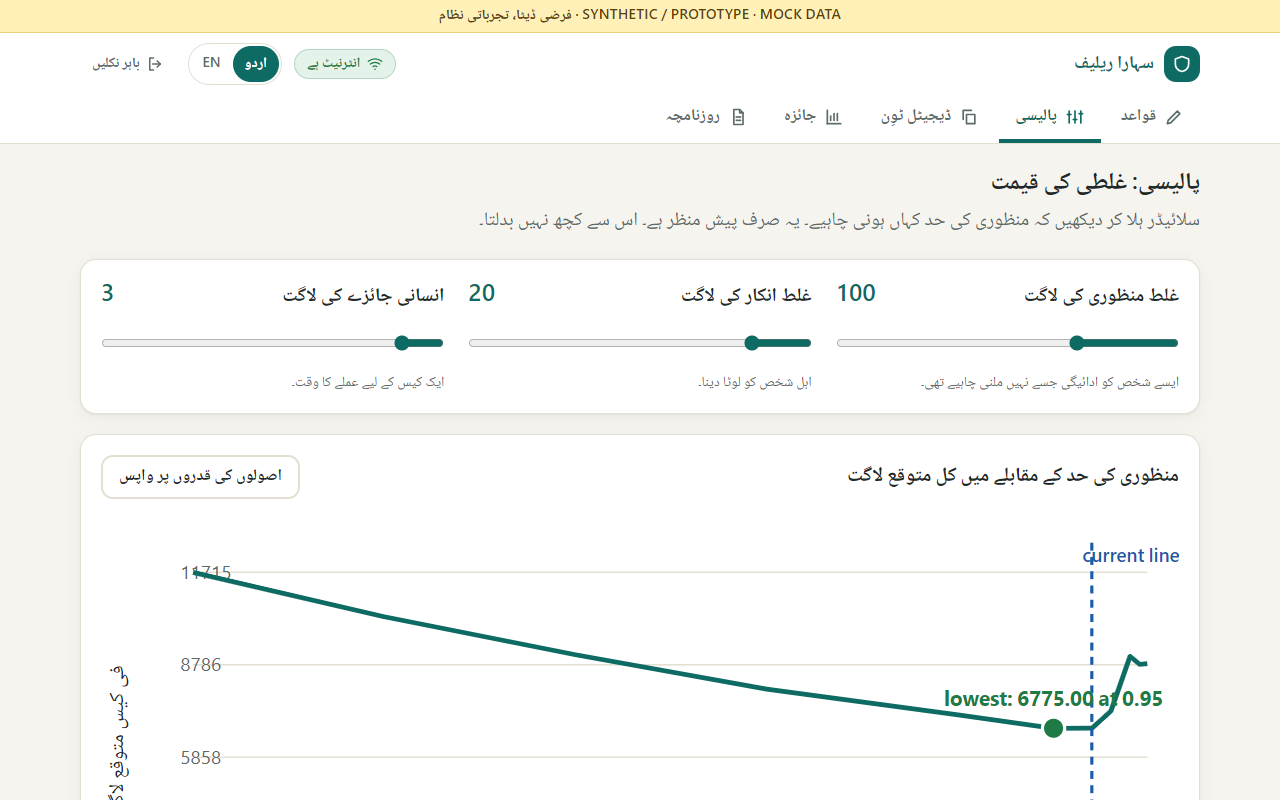 SYNTHETIC / PROTOTYPE · MOCK DATA · فرضی ڈیٹا، تجرباتی نظام
سہارا ریلیف
انٹرنیٹ ہے
اردو
EN
باہر نکلیں
قواعد
پالیسی
ڈیجیٹل ٹوِن
جائزہ
روزنامچہ
پالیسی: غلطی کی قیمت
سلائیڈر ہلا کر دیکھیں کہ منظوری کی حد کہاں ہونی چاہیے۔ یہ صرف پیش منظر ہے۔ اس سے کچھ نہیں بدلتا۔
غلط منظوری کی لاگت 100
ایسے شخص کو ادائیگی جسے نہیں ملنی چاہیے تھی۔
غلط انکار کی لاگت 20
اہل شخص کو لوٹا دینا۔
انسانی جائزے کی لاگت 3
ایک کیس کے لیے عملے کا وقت۔
منظوری کی حد کے مقابلے میں کل متوقع لاگت
اصولوں کی قدروں پر واپس
current line
11715
8786
lowest: 6775.00 at 0.95
5858
فی کیس متوقع